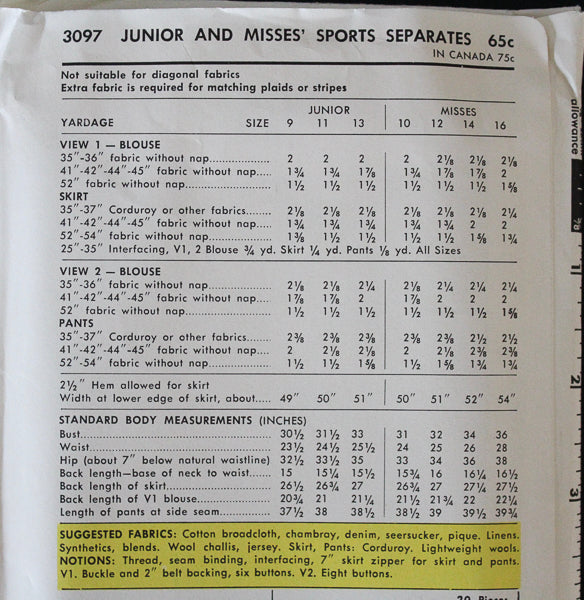 3097 JUNIOR AND MISSES' SPORTS SEPARATES 65c
IN CANADA 75c
Not suitable for diagonal fabrics
Extra fabric is required for matching plaids or stripes
JUNIOR MISSES
YARDAGE SIZE 9 11 13 10 12 14 16
VIEW 1 — BLOUSE
35"-36" fabric without nap.................... 2 2 2 2 2⅛ 2⅛ 2⅛
41"-42"-44"-45" fabric without nap.... 1¾ 1¾ 1⅞ 1¾ 1⅞ 1⅞ 2
52" fabric without nap............................ 1½ 1½ 1½ 1½ 1½ 1½ 1⅝
SKIRT
35"-37" Corduroy or other fabrics........ 2⅛ 2⅛ 2⅛ 2⅛ 2⅛ 2⅛ 2¼
41"-42"-44"-45" fabric without nap.... 1¾ 1¾ 1¾ 1¾ 1¾ 2 2
52"-54" fabric without nap.................... 1⅜ 1½ 1½ 1½ 1½ 1⅝ 1¾
25"-35" Interfacing, V1, 2 Blouse ¾ yd. Skirt ¼ yd. Pants ⅛ yd. All Sizes
VIEW 2 — BLOUSE
35"-36" fabric without nap.................... 2⅛ 2⅛ 2¼ 2⅛ 2¼ 2¼ 2¼
41"-42"-44"-45" fabric without nap.... 1⅞ 1⅞ 2 1⅞ 2 2 2
52" fabric without nap............................ 1½ 1½ 1½ 1½ 1½ 1½ 1⅝
PANTS
35"-37" Corduroy or other fabrics........ 2⅜ 2⅜ 2⅜ 2⅜ 2⅜ 2½ 2½
41"-42"-44"-45" fabric without nap.... 2 2⅛ 2⅛ 2 2⅛ 2⅜ 2⅜
52"-54" fabric without nap.................... 1½ 1½ 1⅝ 1½ 1⅝ 1¾ 1¾
2½" Hem allowed for skirt
Width at lower edge of skirt, about..... 49" 50" 51" 50" 51" 52" 54"
STANDARD BODY MEASUREMENTS (INCHES)
Bust............................................. 30½ 31½ 33 31 32 34 36
Waist........................................... 23½ 24½ 25½ 24 25 26 28
Hip (about 7" below natural waistline) 32½ 33½ 35 33 34 36 38
Back length—base of neck to waist........ 15 15¼ 15½ 15¾ 16 16¼ 16½
Back length of skirt............................... 26½ 26¾ 27 26¾ 27 27¼ 27½
Back length of V1 blouse...................... 20¾ 21 21¼ 21½ 21¾ 22 22¼
Length of pants at side seam................ 37½ 38 38½ 38½ 39 39½ 39¾
SUGGESTED FABRICS: Cotton broadcloth, chambray, denim, seersucker, pique. Linens.
Synthetics, blends. Wool challis, jersey. Skirt, Pants: Corduroy. Lightweight wools.
NOTIONS: Thread, seam binding, interfacing, 7" skirt zipper for skirt and pants.
V1. Buckle and 2" belt backing, six buttons. V2. Eight buttons.
allowance
1
2
3